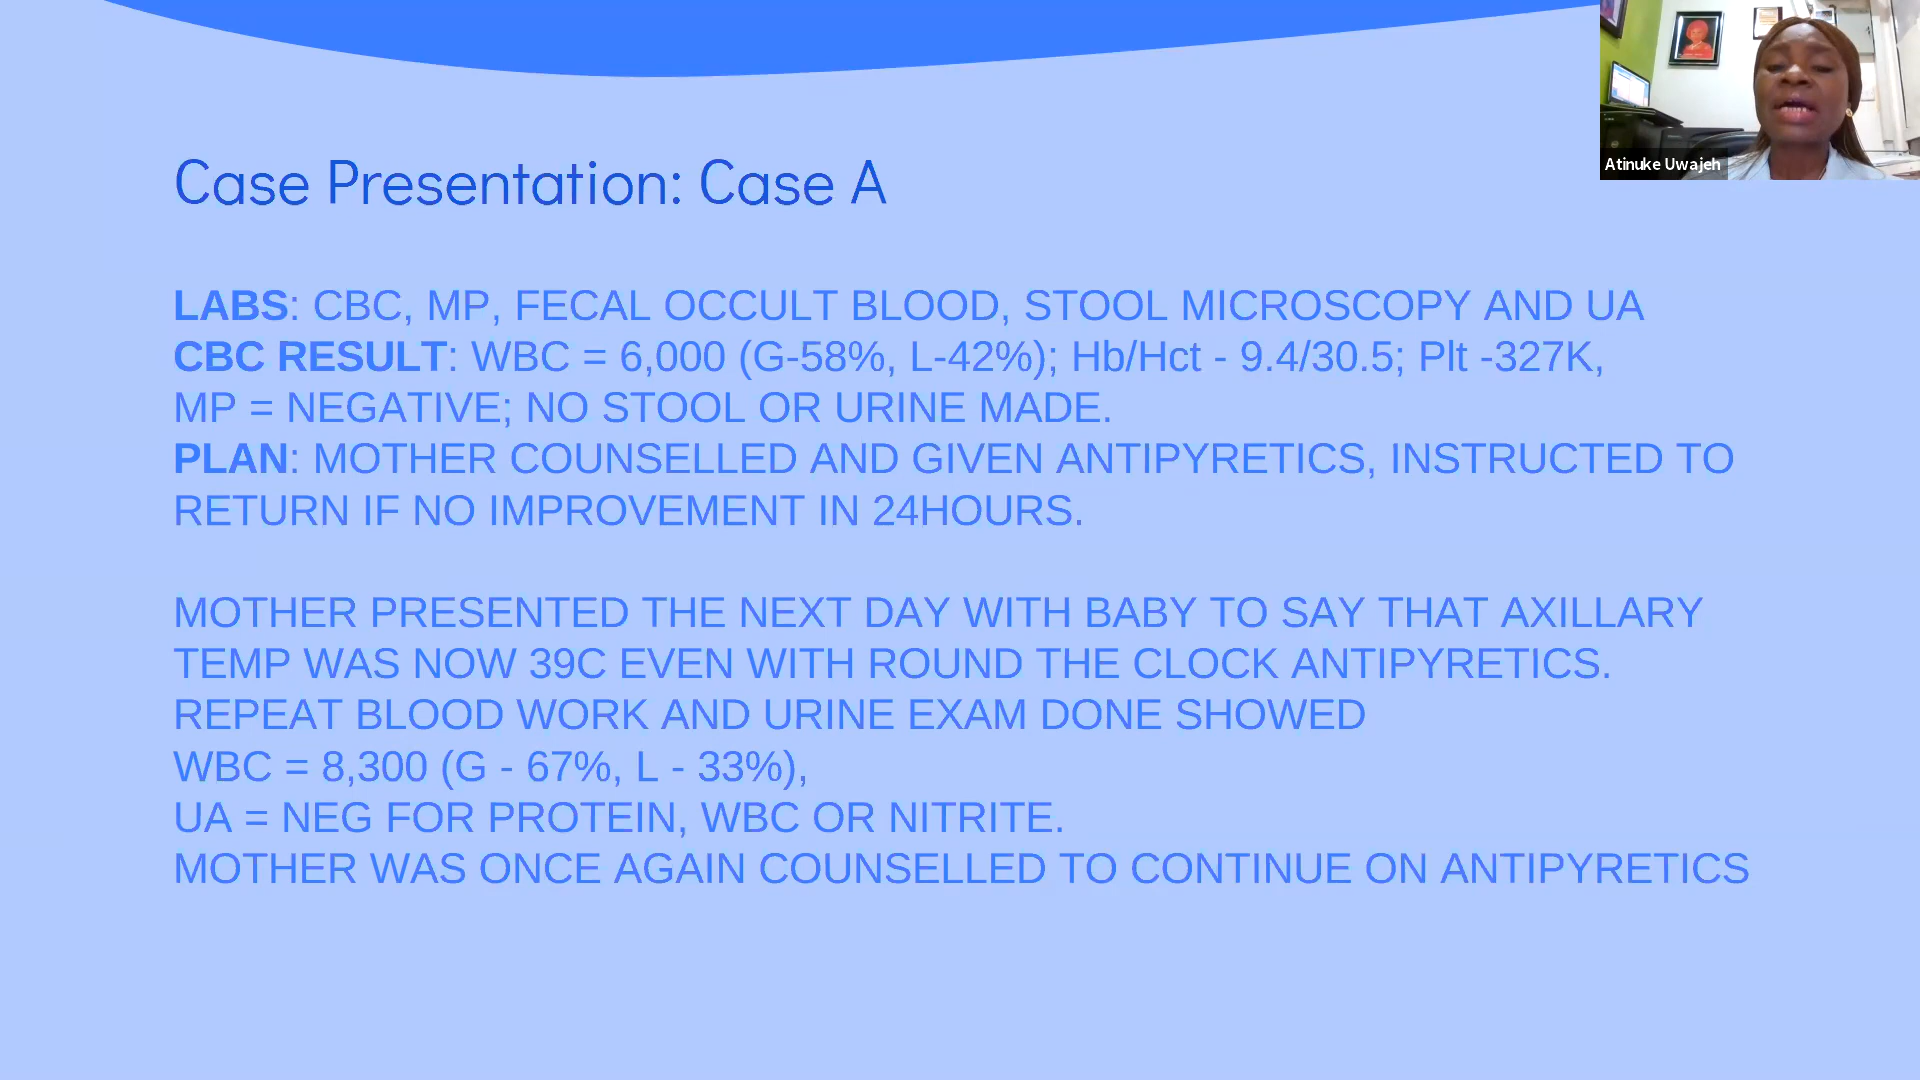 Atinuke Uwajeh
Case Presentation: Case A
LABS: CBC, MP, FECAL OCCULT BLOOD, STOOL MICROSCOPY AND UA
CBC RESULT: WBC = 6,000 (G-58%, L-42%); Hb/Hct - 9.4/30.5; Plt -327K,
MP = NEGATIVE; NO STOOL OR URINE MADE.
PLAN: MOTHER COUNSELLED AND GIVEN ANTIPYRETICS, INSTRUCTED TO
RETURN IF NO IMPROVEMENT IN 24HOURS.
MOTHER PRESENTED THE NEXT DAY WITH BABY TO SAY THAT AXILLARY
TEMP WAS NOW 39C EVEN WITH ROUND THE CLOCK ANTIPYRETICS.
REPEAT BLOOD WORK AND URINE EXAM DONE SHOWED
WBC = 8,300 (G - 67%, L - 33%),
UA = NEG FOR PROTEIN, WBC OR NITRITE.
MOTHER WAS ONCE AGAIN COUNSELLED TO CONTINUE ON ANTIPYRETICS